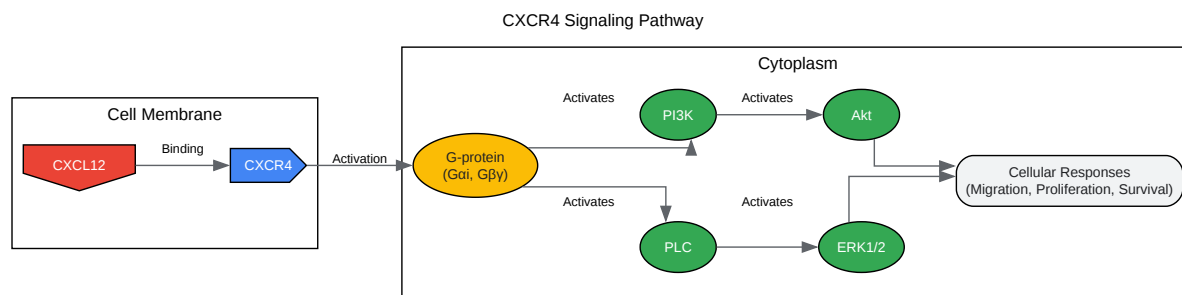 CXCR4 Signaling Pathway
Cytoplasm
Cell Membrane
CXCL12
Binding
CXCR4
Activation
G-protein
(Gαi, Gβγ)
Activates
PI3K
Activates
Akt
Activates
PLC
Activates
ERK1/2
Cellular Responses
(Migration, Proliferation, Survival)